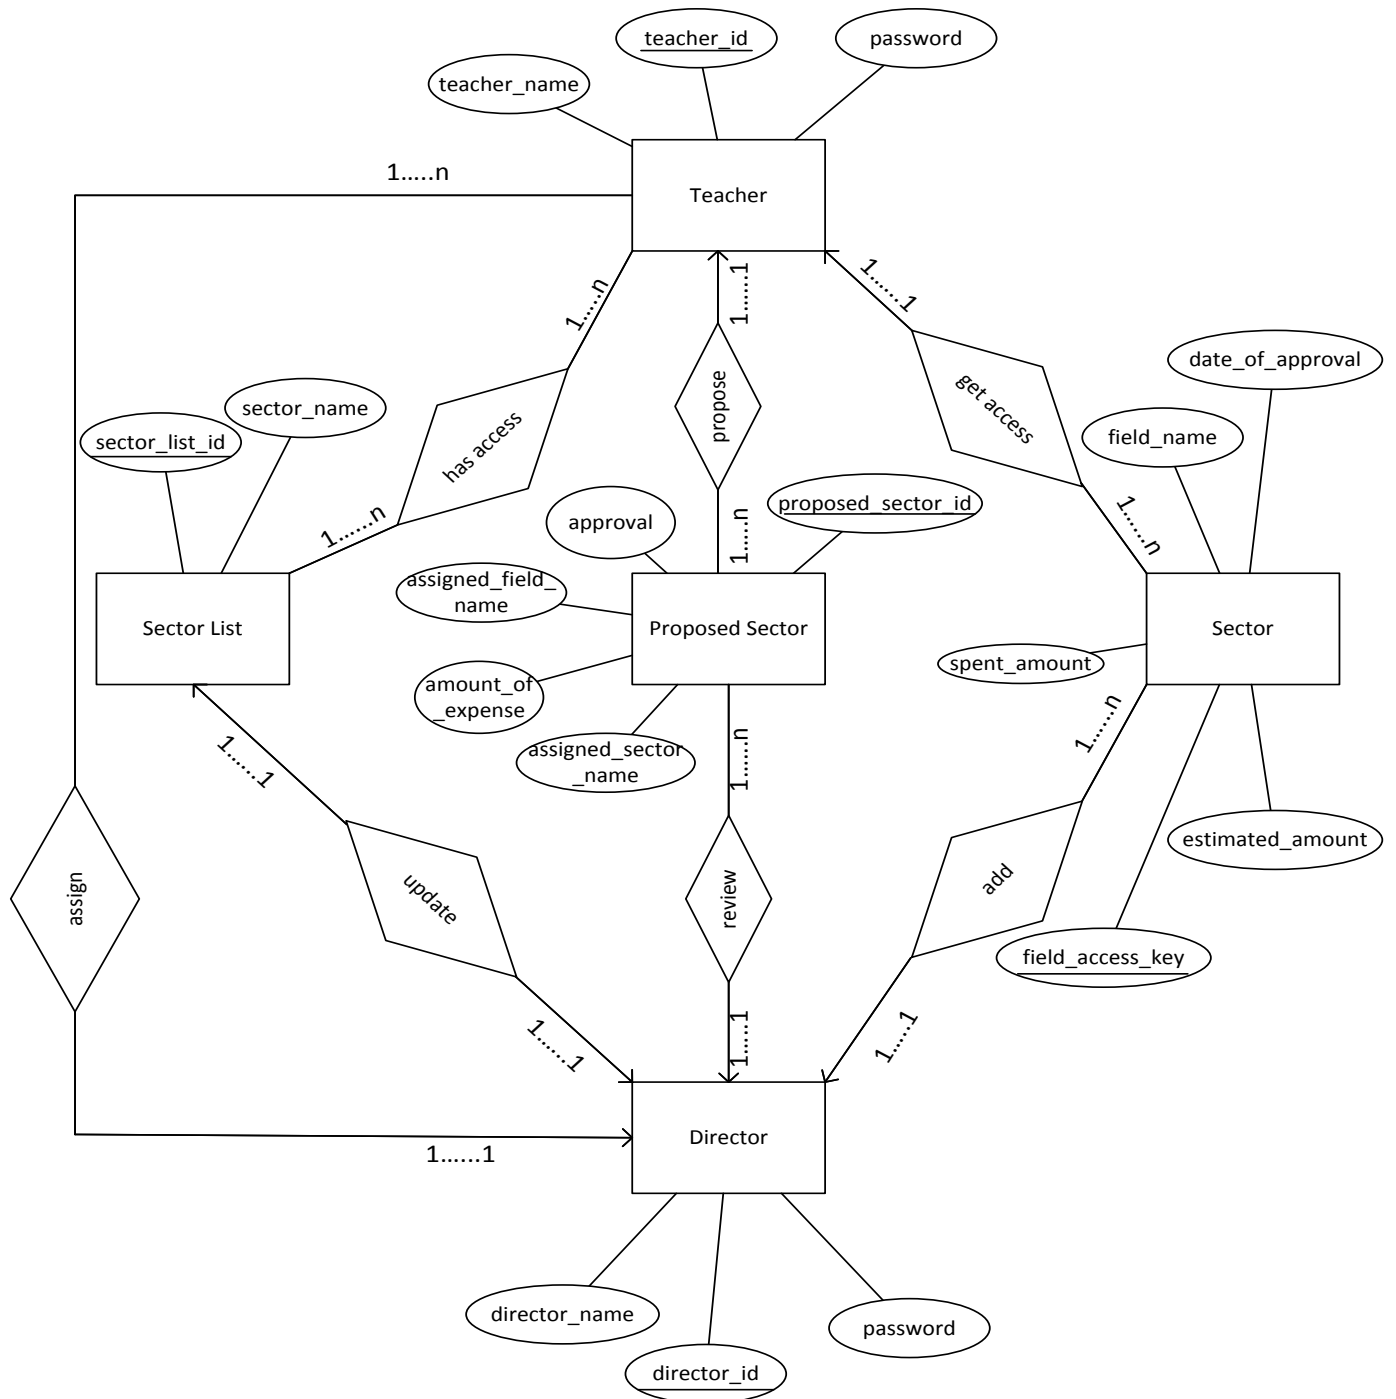 teacher_id
password
teacher_name
1.....n
Teacher
1.....n
1......1
1......1
propose
get access
date_of_approval
sector_name
field_name
sector_list_id
has access
1......n
approval
proposed_sector_id
1.....n
1......n
assigned_field_
name
Sector List
Proposed Sector
Sector
spent_amount
amount_of
_expense
assigned_sector
_name
1......1
1......n
1......n
estimated_amount
assign
update
review
add
field_access_key
1......1
1......1
1.....1
Director
1......1
director_name
password
director_id